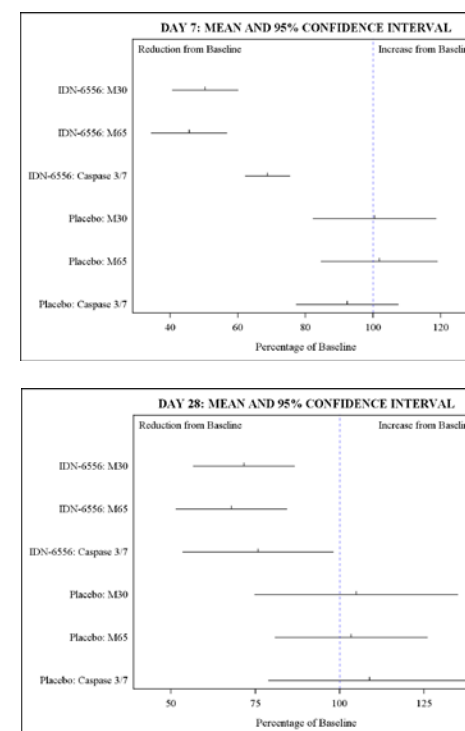 DAY 7: MEAN AND 95% CONFIDENCE INTERVAL
Reduction from Baseline Increase from Baseli
IDN-6556: M30
IDN-6556: M65
IDN-6556: Caspase 3/7
Placebo: M30
Placebo: M65
Placebo: Caspase 3/7
40 60 80 100 120
Percentage of Baseline
DAY 28: MEAN AND 95% CONFIDENCE INTERVAL
Reduction from Baseline Increase from Baselin
IDN-6556: M30
IDN-6556: M65
IDN-6556: Caspase 3/7
Placebo: M30
Placebo: M65
Placebo: Caspase 3/7
50 75 100 125
Percentage of Baseline